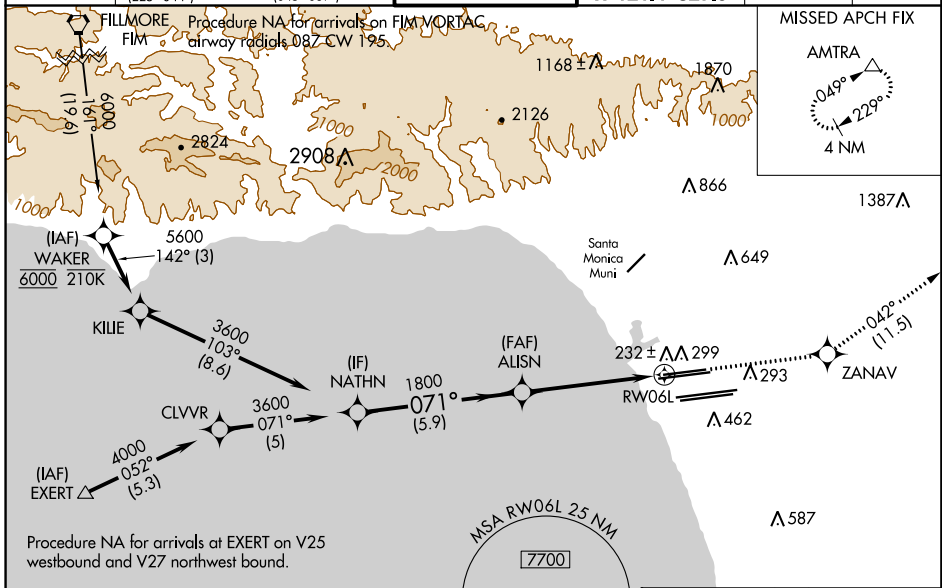 FILLMORE
FIM
Procedure NA for arrivals on FIM VORTAC
airway radials 087 CW 195.
MISSED APCH FIX
AMTRA
049°
229°
4 NM
6000
161°
(19.6)
1168 ±
1870
2126
1000
1000
2824
2908
2000
1000
866
1387
(IAF)
WAKER
6000 210K
5600
142° (3)
Santa
Monica
Muni
649
KILIE
3600
103°
(8.6)
042°
(11.5)
(IF)
NATHN
(FAF)
ALISN
232 ± 299
ZANAV
293
RW06L
CLVVR
3600
071°
(5)
1800
071°
(5.9)
462
4000
052°
(5.3)
(IAF)
EXERT
587
MSA RW06L 25 NM
7700
Procedure NA for arrivals at EXERT on V25
westbound and V27 northwest bound.